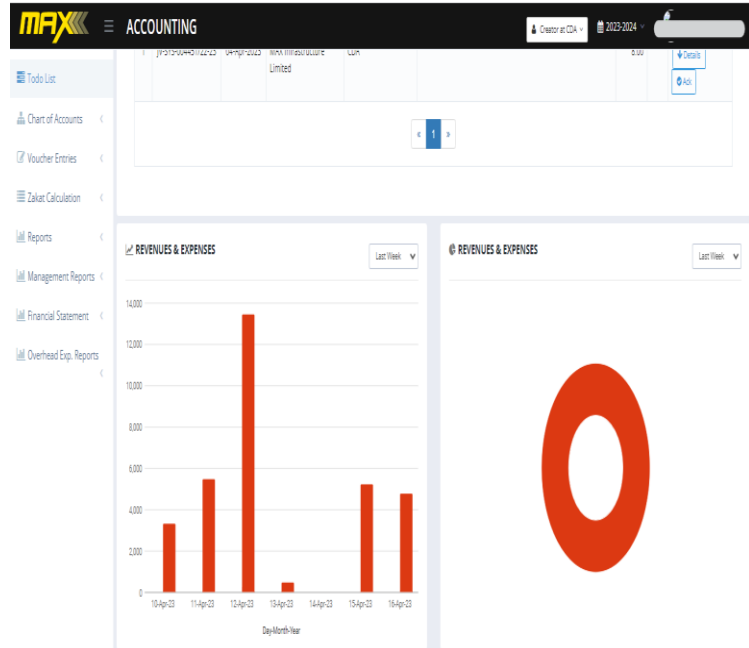 MAX ACCOUNTING Creator at CDA 2023-2024
Todo List
Chart of Accounts
Voucher Entries
Zakat Calculation
Reports
Management Reports
Financial Statement
Overhead Exp. Reports
04-Apr-2023 MAX Infrastructure Limited CDA 8.00 Details
Ack
« 1 »
REVENUES & EXPENSES Last Week
14,000
12,000
10,000
8,000
6,000
4,000
2,000
0
10-Apr-23 11-Apr-23 12-Apr-23 13-Apr-23 14-Apr-23 15-Apr-23 16-Apr-23
Day-Month-Year
REVENUES & EXPENSES Last Week